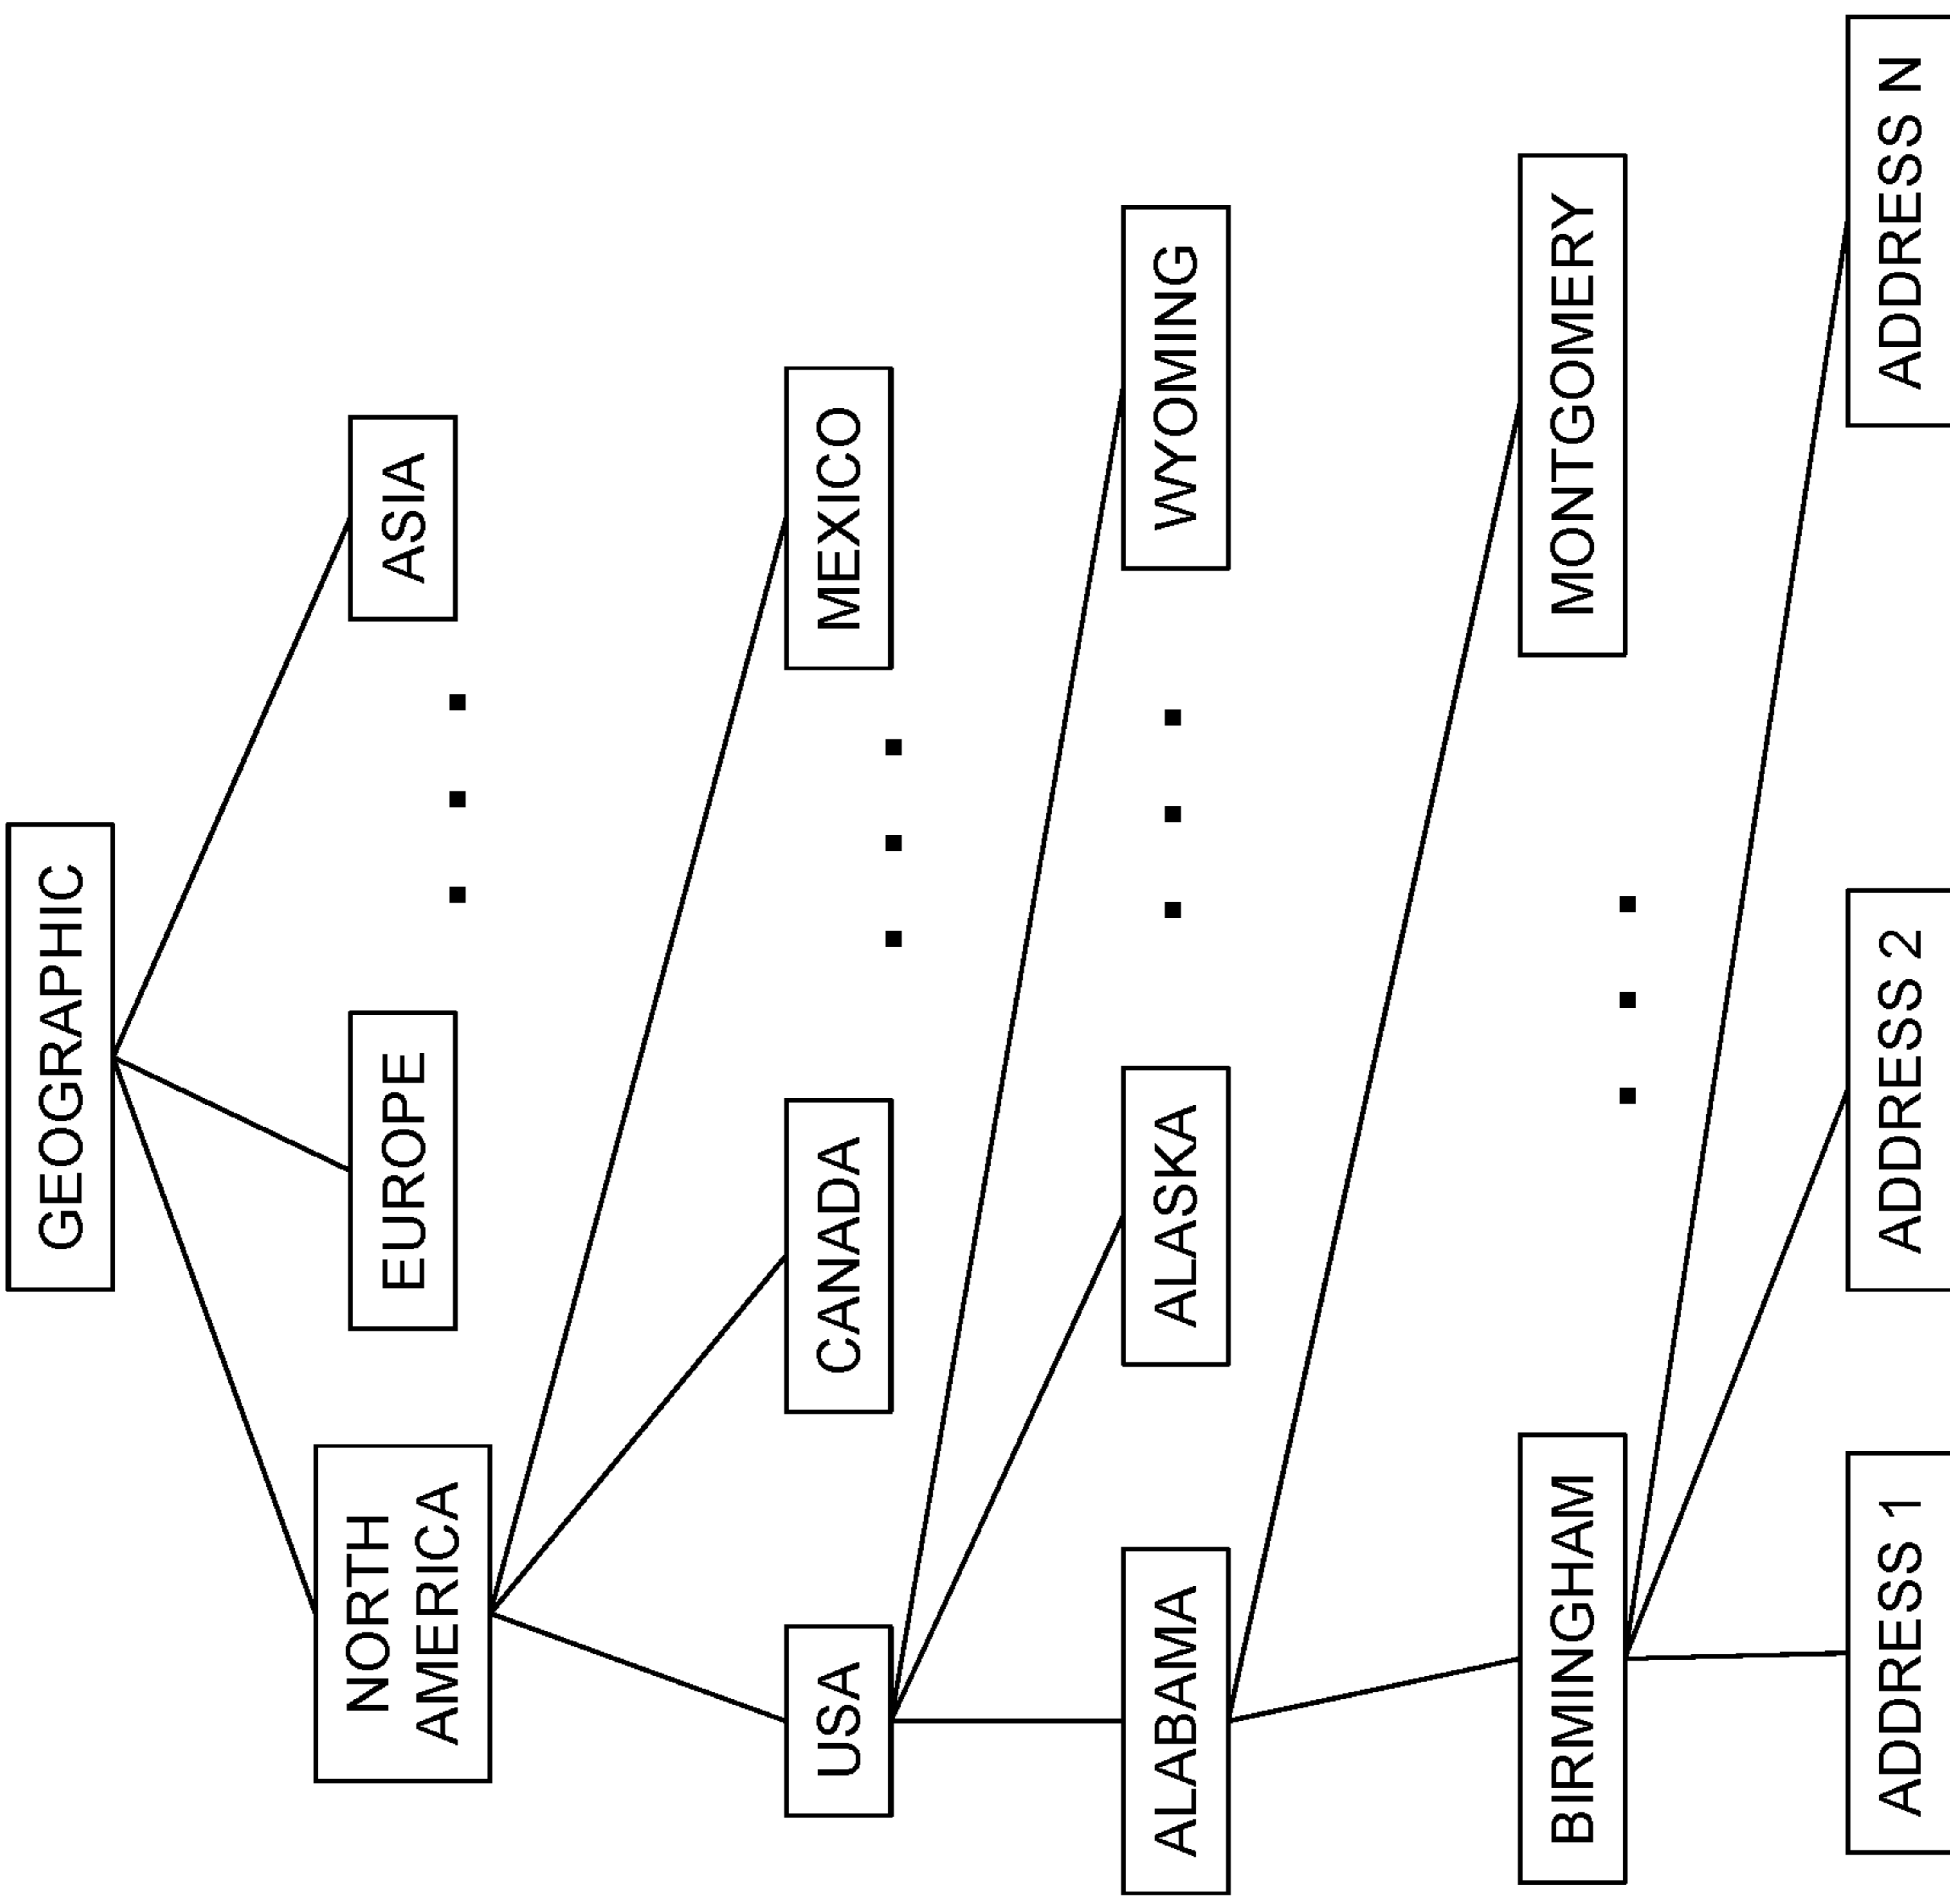 GEOGRAPHIC
NORTH
AMERICA
EUROPE
ASIA
USA
CANADA
MEXICO
ALABAMA
ALASKA
WYOMING
BIRMINGHAM
MONTGOMERY
ADDRESS 1
ADDRESS 2
ADDRESS N